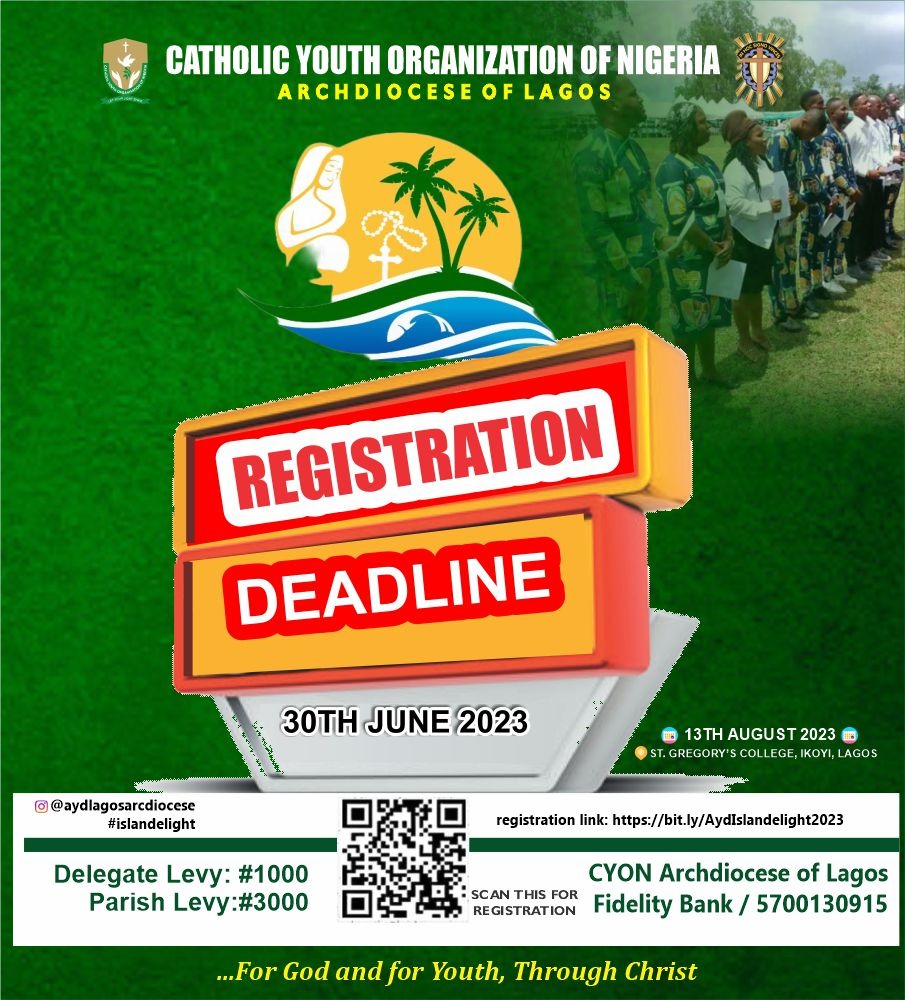 CATHOLIC YOUTH ORGANIZATION OF NIGERIA
ARCHDIOCESE OF LAGOS
REGISTRATION
DEADLINE
30TH JUNE 2023
13TH AUGUST 2023
ST. GREGORY'S COLLEGE, IKOYI, LAGOS
@aydlagosarcdiocese
#islandelight
registration link: https://bit.ly/AydIslandelight2023
Delegate Levy: #1000
Parish Levy:#3000
SCAN THIS FOR
REGISTRATION
CYON Archdiocese of Lagos
Fidelity Bank / 5700130915
...For God and for Youth, Through Christ